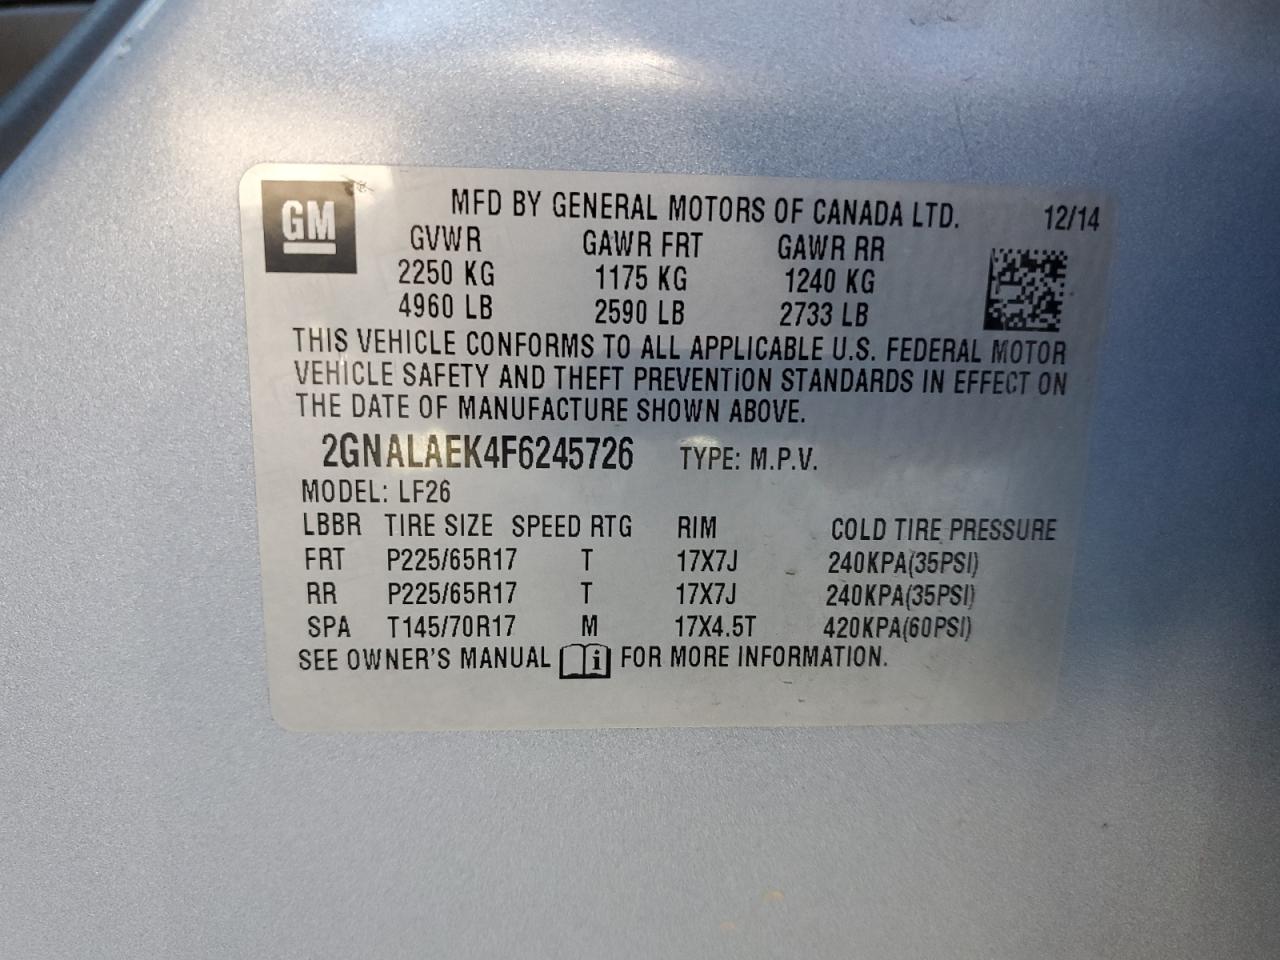 GM
MFD BY GENERAL MOTORS OF CANADA LTD. 12/14
GVWR GAWR FRT GAWR RR
2250 KG 1175 KG 1240 KG
4960 LB 2590 LB 2733 LB
THIS VEHICLE CONFORMS TO ALL APPLICABLE U.S. FEDERAL MOTOR
VEHICLE SAFETY AND THEFT PREVENTION STANDARDS IN EFFECT ON
THE DATE OF MANUFACTURE SHOWN ABOVE.
2GNALAEK4F6245726 TYPE: M.P.V.
MODEL: LF26
LBBR TIRE SIZE SPEED RTG RIM COLD TIRE PRESSURE
FRT P225/65R17 T 17X7J 240KPA(35PSI)
RR P225/65R17 T 17X7J 240KPA(35PSI)
SPA T145/70R17 M 17X4.5T 420KPA(60PSI)
SEE OWNER'S MANUAL i FOR MORE INFORMATION.